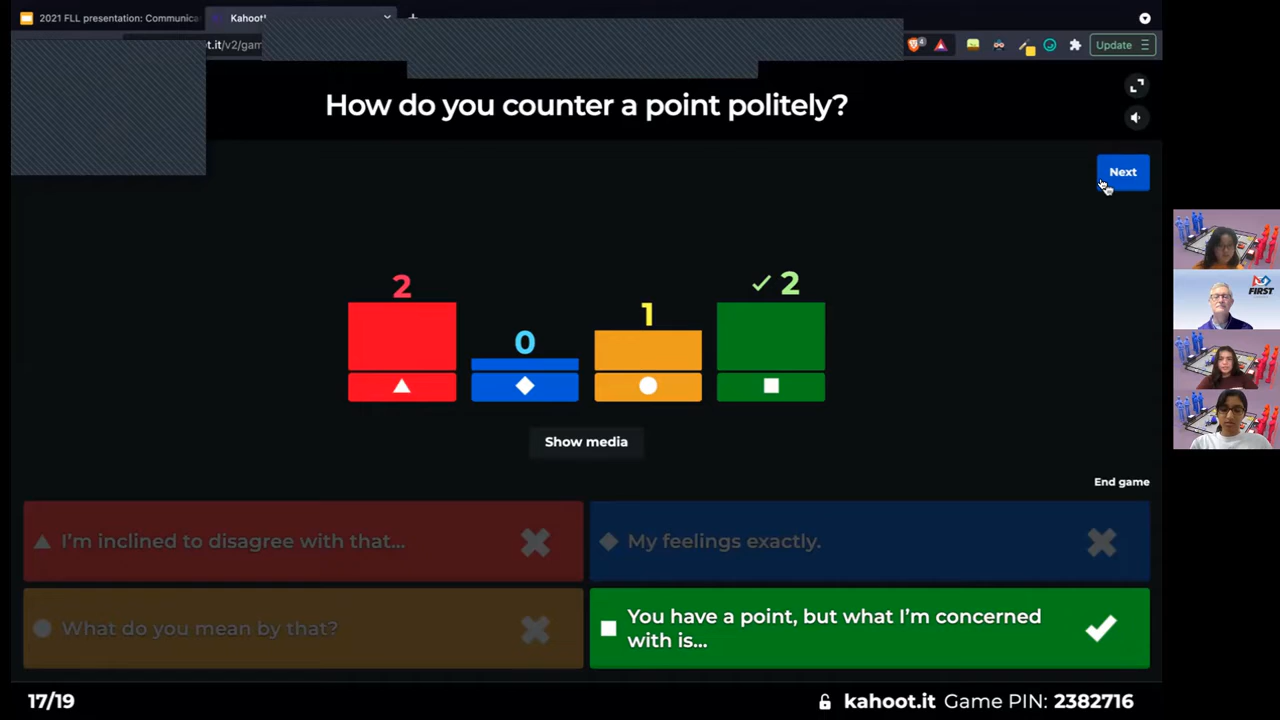 2021 FLL presentation: Communica
Kahoot!
ot.it/v2/gam
4
Update
How do you counter a point politely?
Next
2
0
1
2
Show media
End game
I'm inclined to disagree with that...
My feelings exactly.
What do you mean by that?
You have a point, but what I'm concerned
with is...
17/19
kahoot.it Game PIN: 2382716
FIRST